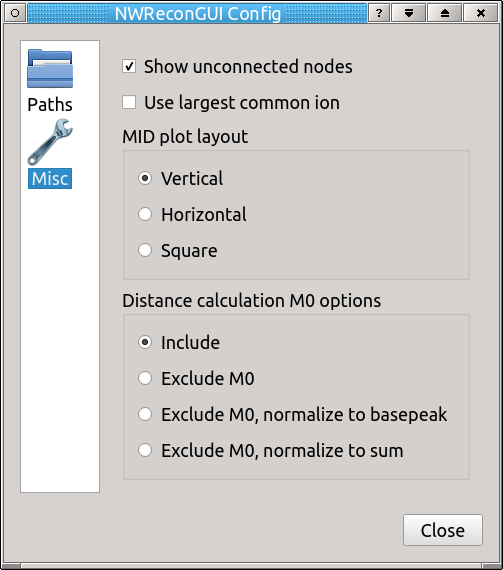 NWReconGUI Config
?
Paths
Misc
Show unconnected nodes
Use largest common ion
MID plot layout
Vertical
Horizontal
Square
Distance calculation M0 options
Include
Exclude M0
Exclude M0, normalize to basepeak
Exclude M0, normalize to sum
Close